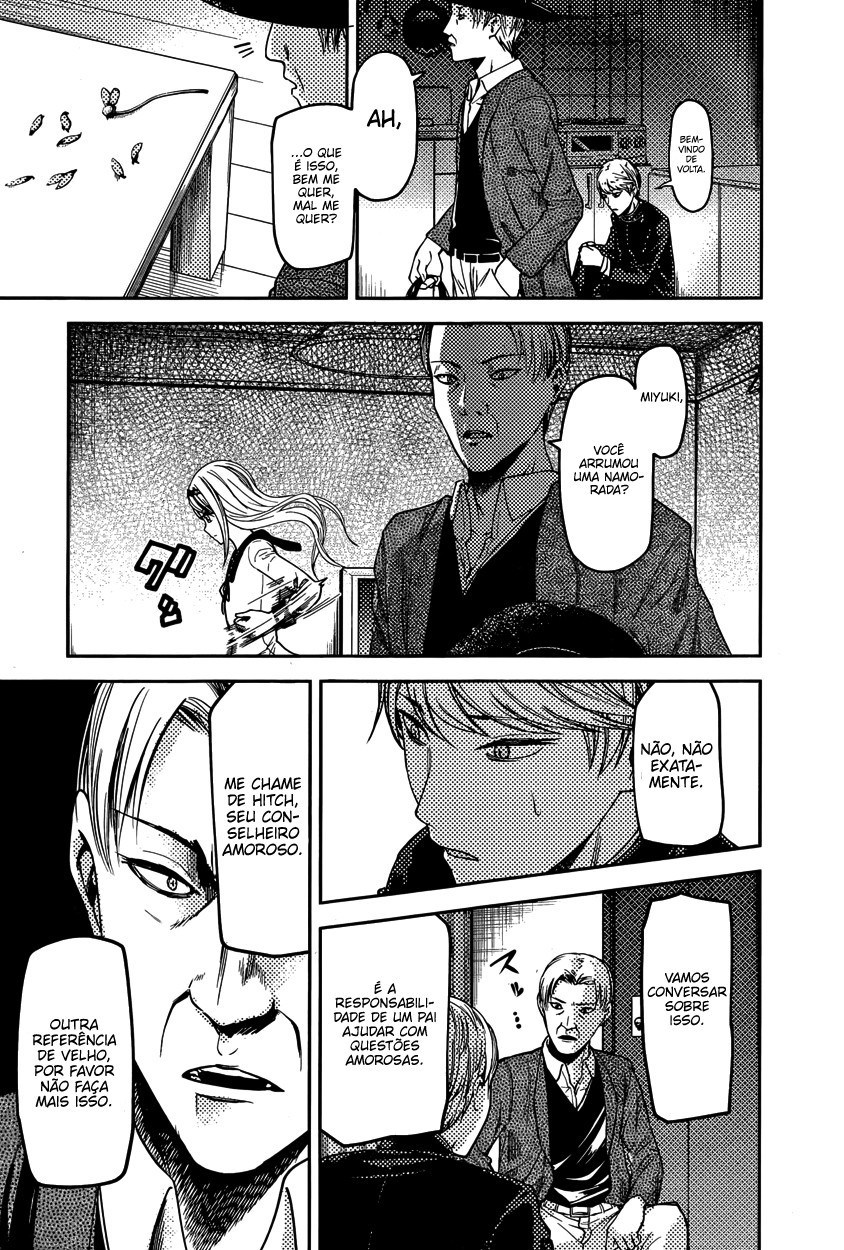 BEM-
VINDO
DE
VOLTA.
AH,
...O QUE
É ISSO,
BEM ME
QUER,
MAL ME
QUER?
MIYUKI,
VOCÊ
ARRUMOU
UMA NAMO-
RADA?
グッ
NÃO, NÃO
EXATA-
MENTE.
ME CHAME
DE HITCH,
SEU CON-
SELHEIRO
AMOROSO.
OUTRA
REFERÊNCIA
DE VELHO,
POR FAVOR
NÃO FAÇA
MAIS ISSO.
VAMOS
CONVERSAR
SOBRE
ISSO.
É A
RESPONSABILI-
DADE DE UM PAI
AJUDAR COM
QUESTÕES
AMOROSAS.